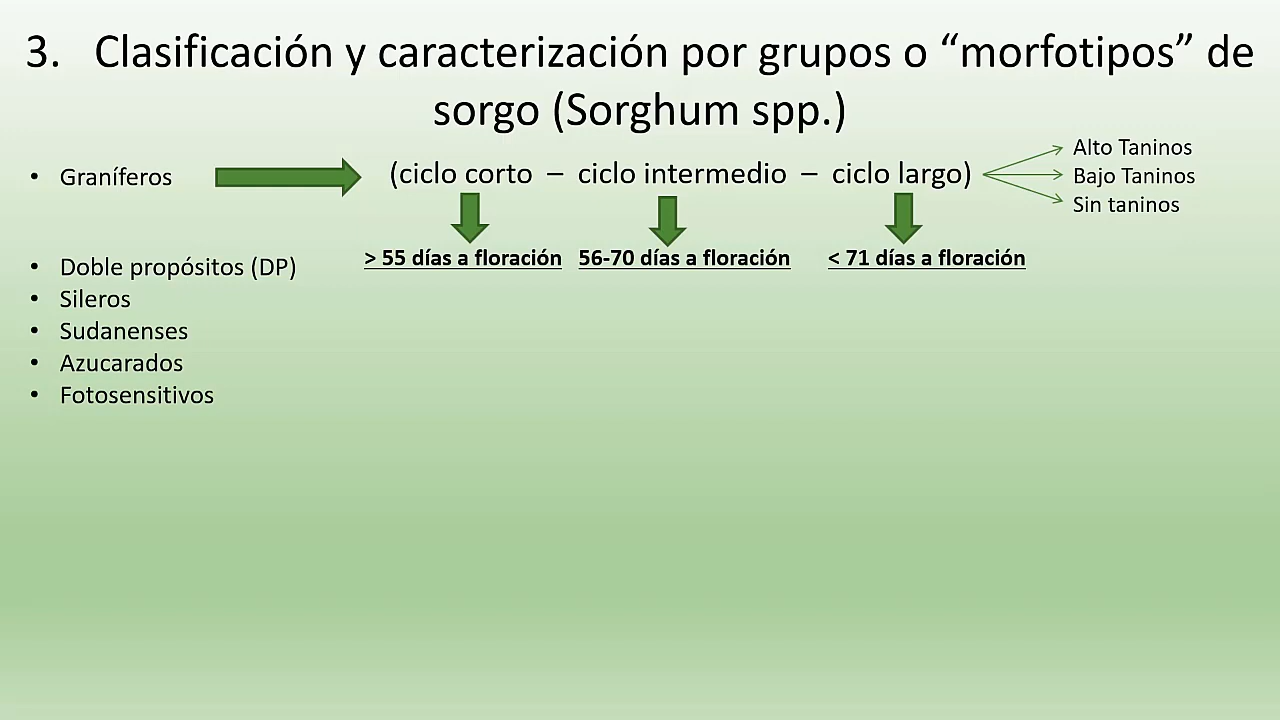 3. Clasificación y caracterización por grupos o “morfotipos” de
sorgo (Sorghum spp.)
• Graníferos
(ciclo corto – ciclo intermedio – ciclo largo)
Alto Taninos
Bajo Taninos
Sin taninos
> 55 días a floración
56-70 días a floración
< 71 días a floración
• Doble propósitos (DP)
• Sileros
• Sudanenses
• Azucarados
• Fotosensitivos